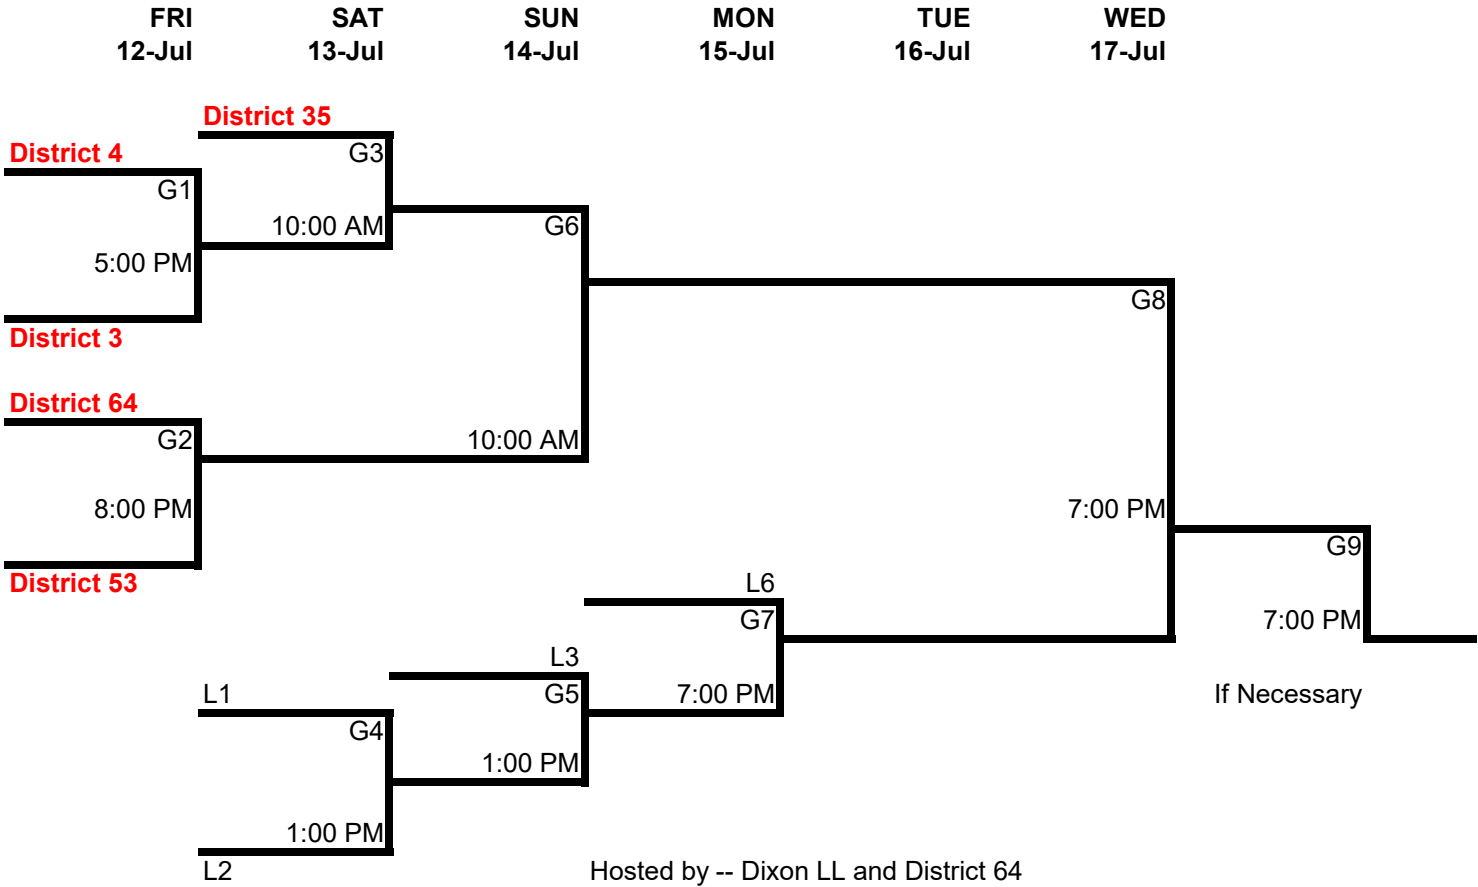 FRI SAT SUN MON TUE WED
12-Jul 13-Jul 14-Jul 15-Jul 16-Jul 17-Jul
District 35
District 4 G3
G1
10:00 AM G6
5:00 PM
G8
District 3
District 64
G2 10:00 AM
8:00 PM 7:00 PM
G9
District 53 L6
G7 7:00 PM
L3
L1 G5 7:00 PM If Necessary
G4
1:00 PM
1:00 PM
L2 Hosted by -- Dixon LL and District 64